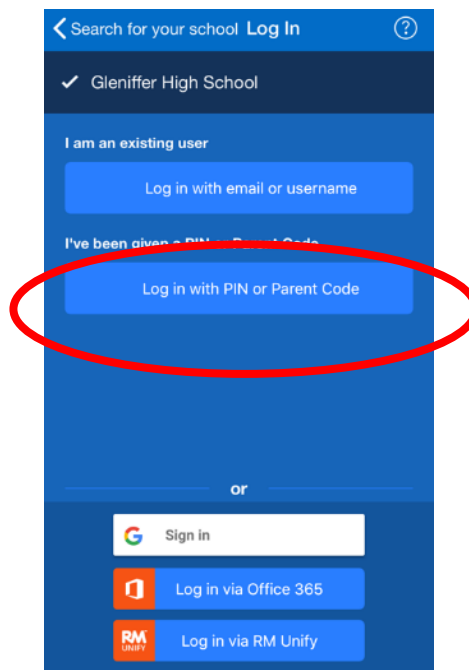 Search for your school Log In ?
Gleniffer High School
I am an existing user
Log in with email or username
I've been given a PIN or Parent Code
Log in with PIN or Parent Code
or
G Sign in
Log in via Office 365
RM UNIFY Log in via RM Unify